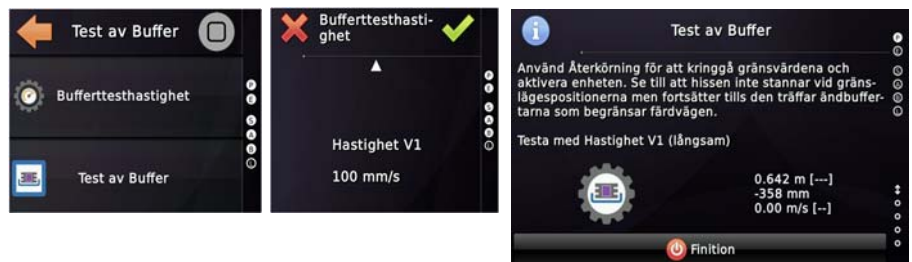 Test av Buffer
Bufferttesthastighet
Test av Buffer
Bufferttesthasti-
ghet
Hastighet V1
100 mm/s
Test av Buffer
Använd Återkörning för att kringgå gränsvärdena och
aktivera enheten. Se till att hissen inte stannar vid gräns-
lägespositionerna men fortsätter tills den träffar ändbuffer-
tarna som begränsar färdvägen.
Testa med Hastighet V1 (långsam)
0.642 m [---]
-358 mm
0.00 m/s [--]
Finition